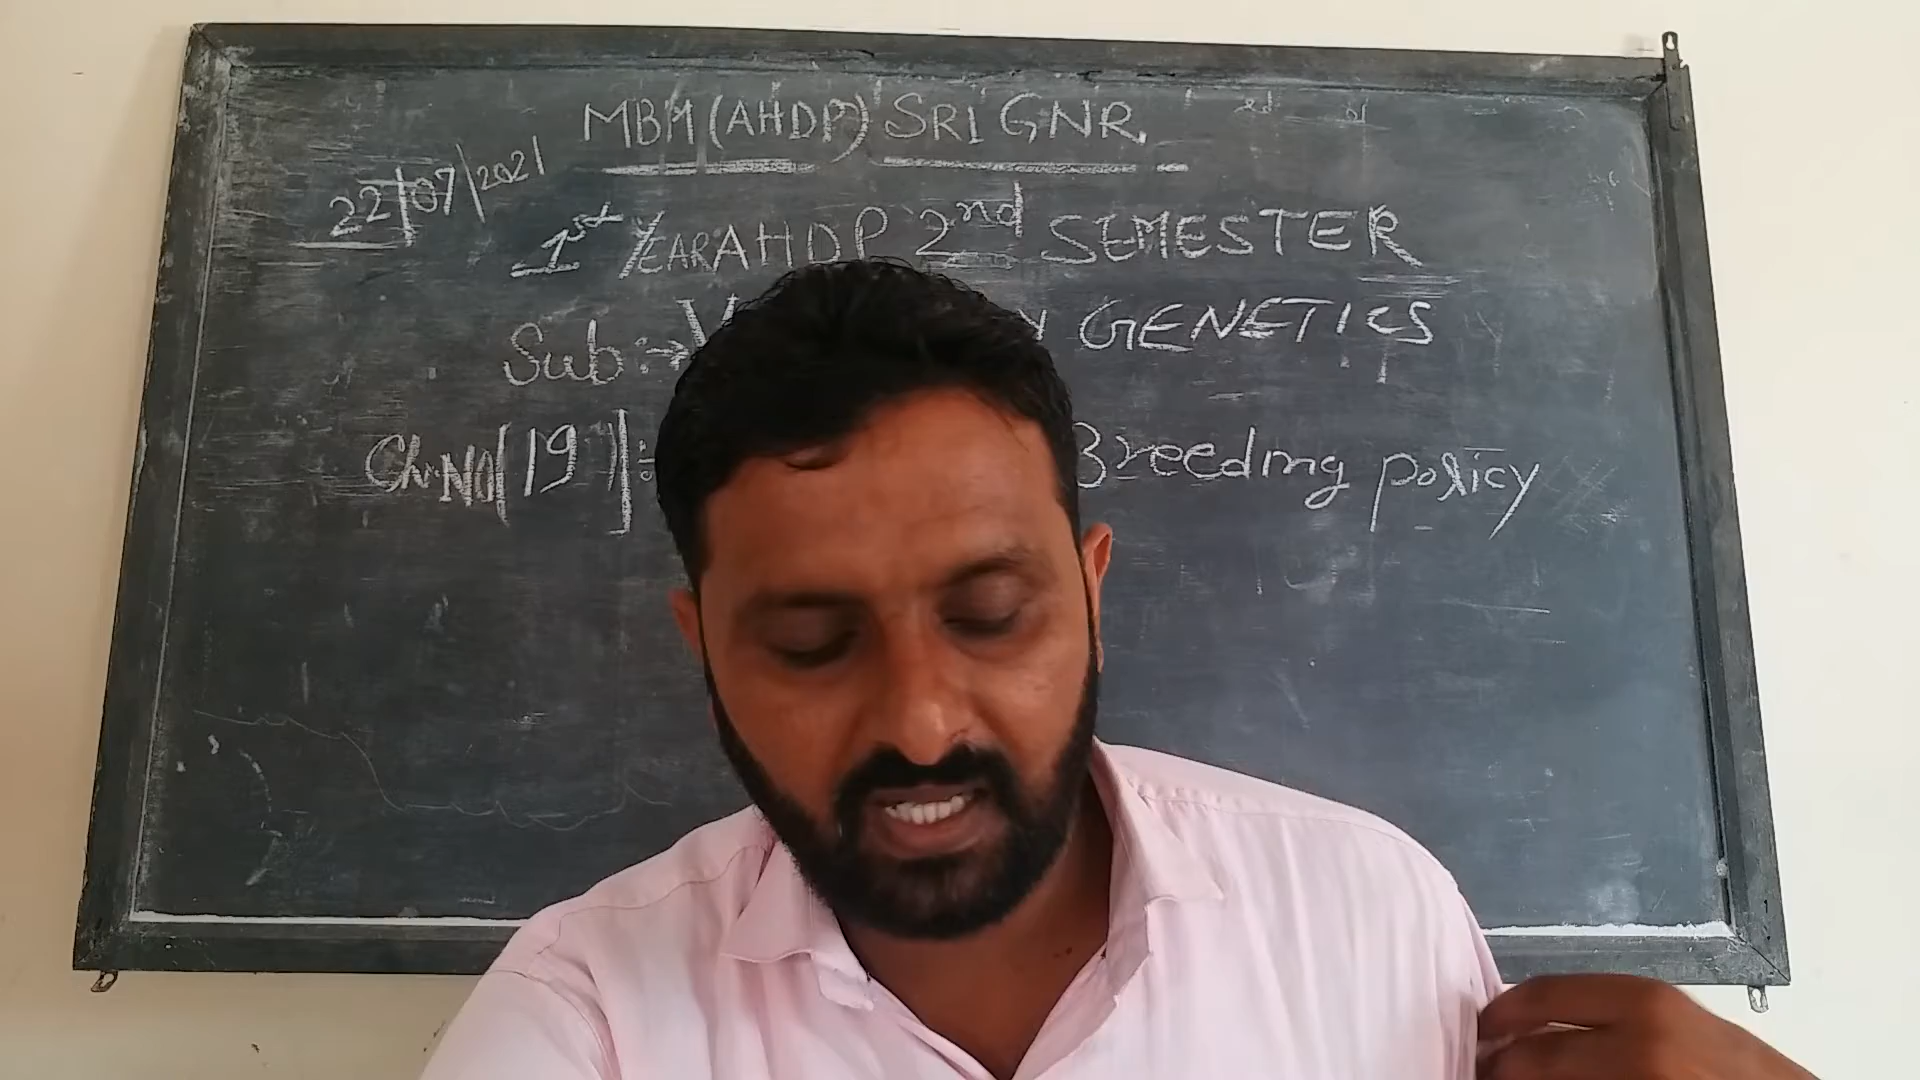 MBM (AHDP) SRI GNR.
22/07/2021
1st YEAR AHDP 2nd SEMESTER
Sub:→ GENETICS
Ch.NO [19] Breeding policy